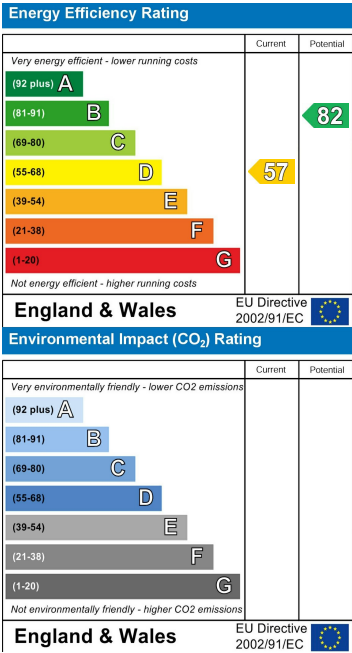 Energy Efficiency Rating
Current Potential
Very energy efficient - lower running costs
(92 plus) A
(81-91) B
82
(69-80) C
(55-68) D
57
(39-54) E
(21-38) F
(1-20) G
Not energy efficient - higher running costs
England & Wales
EU Directive
2002/91/EC
Environmental Impact (CO₂) Rating
Current Potential
Very environmentally friendly - lower CO2 emissions
(92 plus) A
(81-91) B
(69-80) C
(55-68) D
(39-54) E
(21-38) F
(1-20) G
Not environmentally friendly - higher CO2 emissions
England & Wales
EU Directive
2002/91/EC